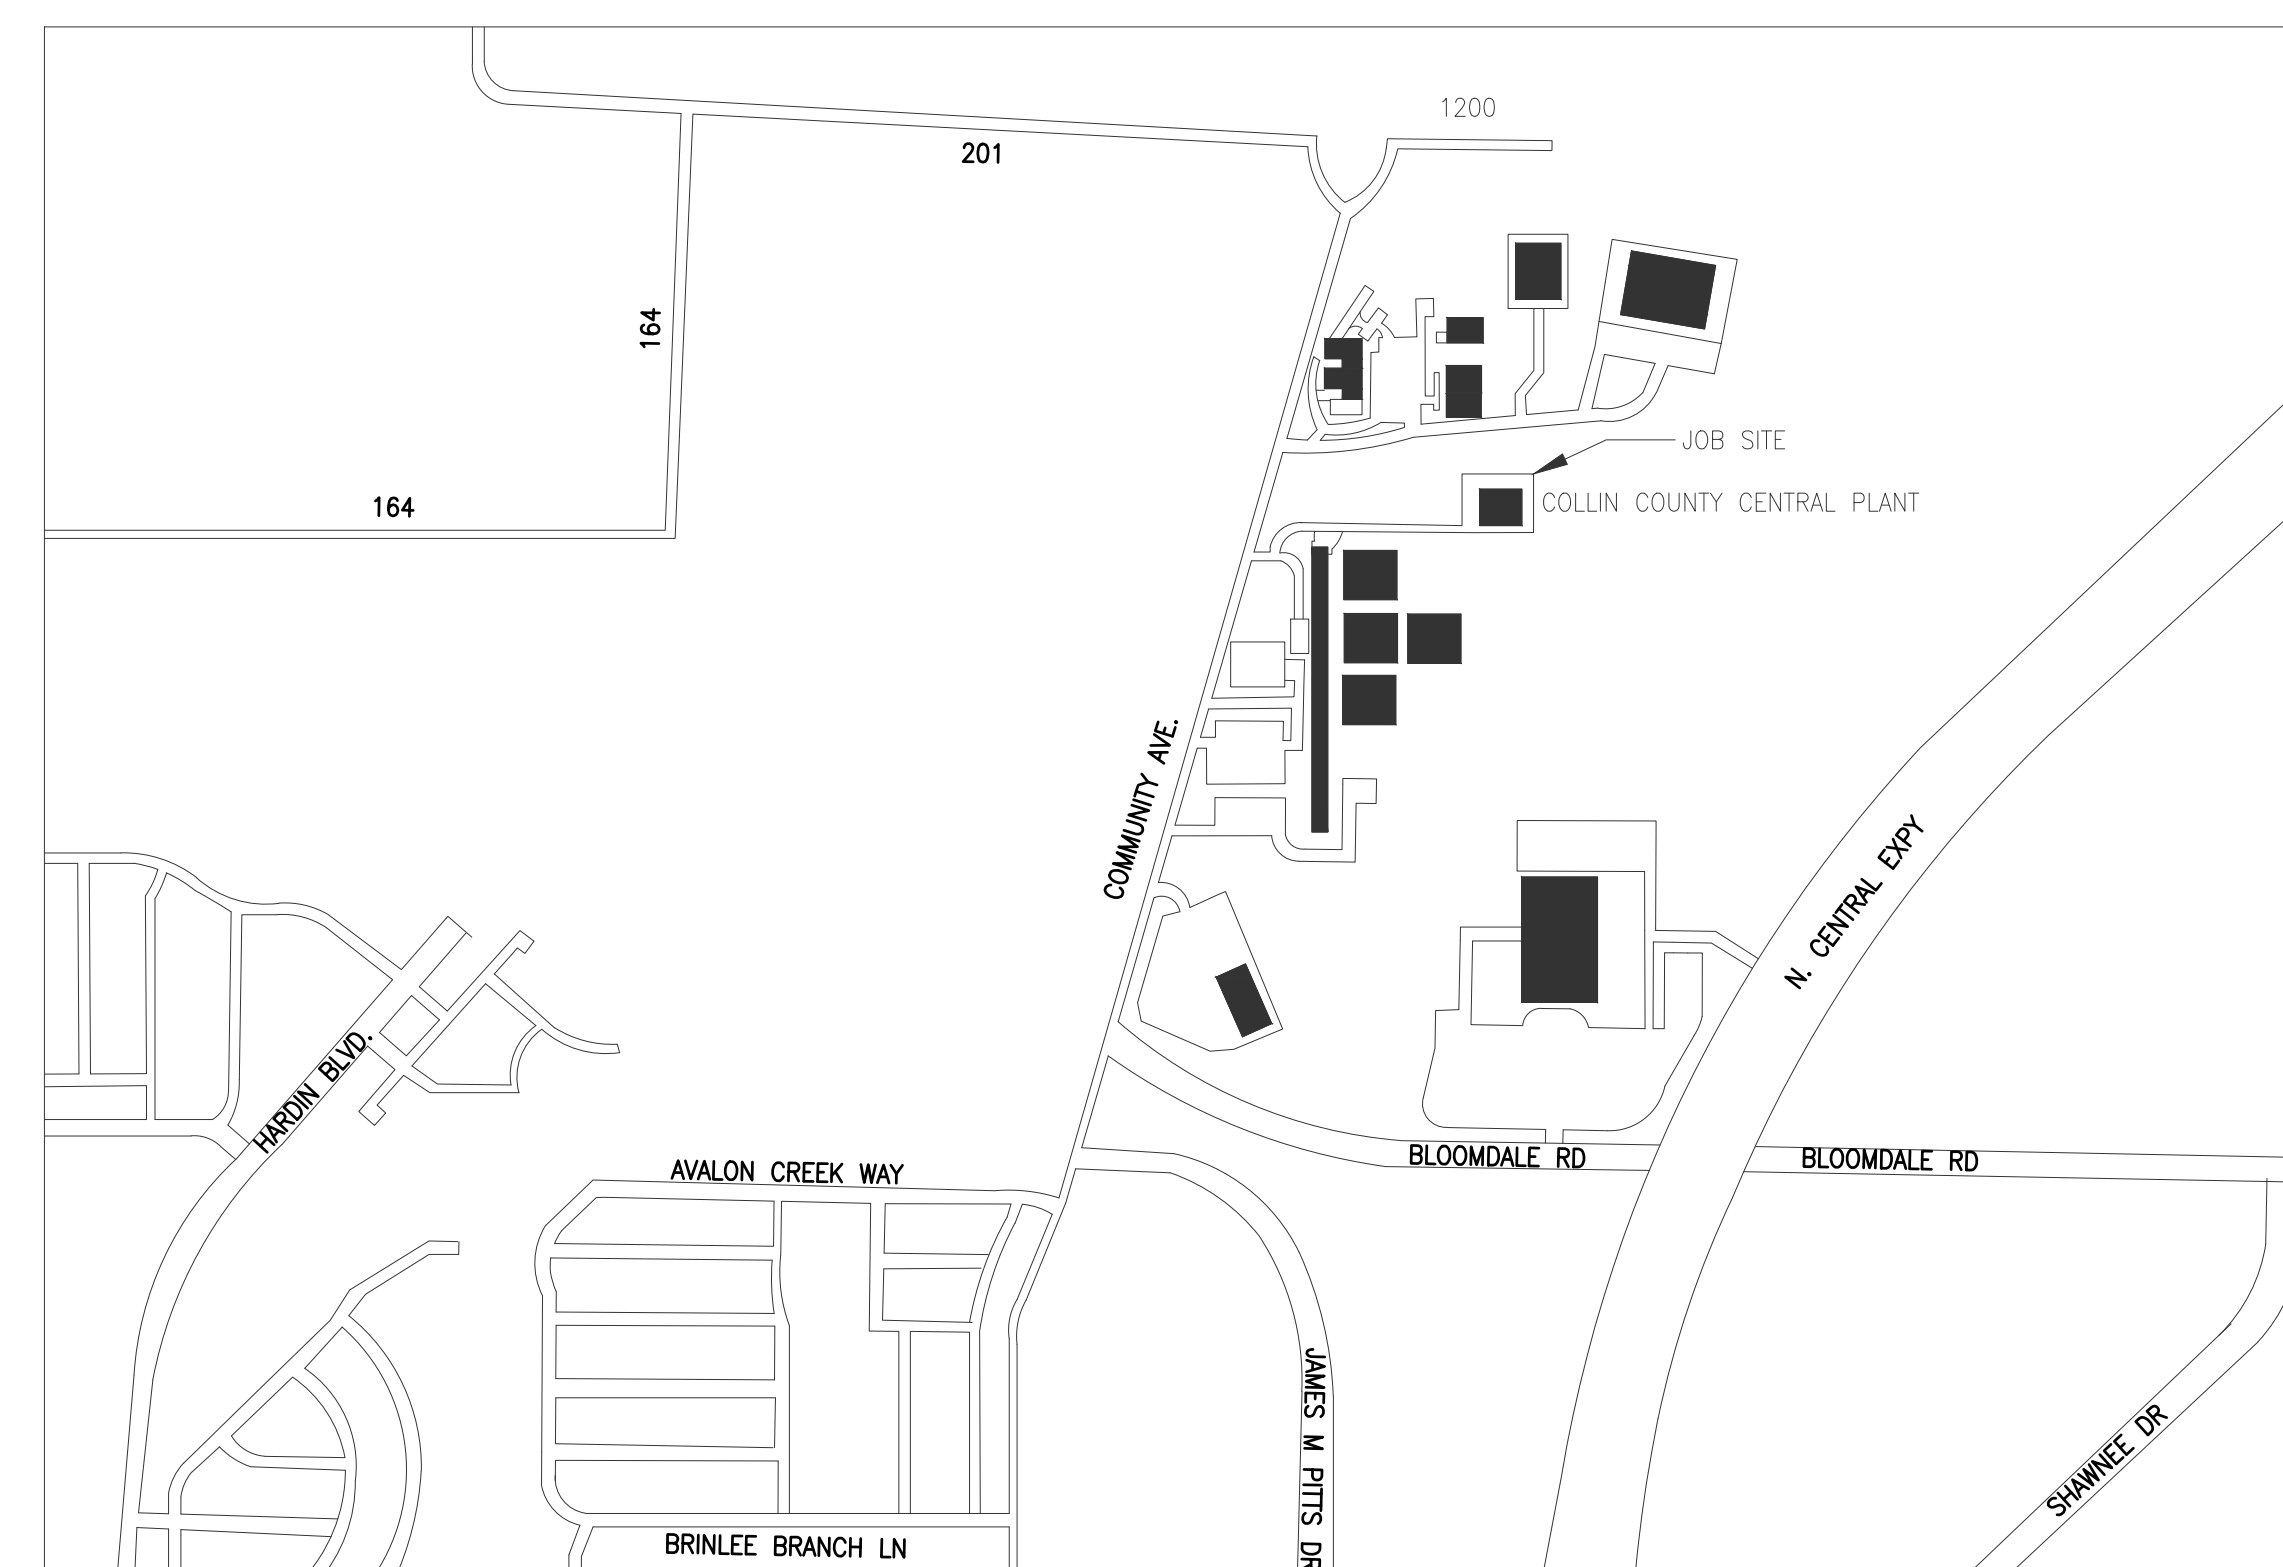 1200
201
164
JOB SITE
164
COLLIN COUNTY CENTRAL PLANT
COMMUNITY AVE.
N. CENTRAL EXPY
HARDIN BLVD.
BLOOMDALE RD
BLOOMDALE RD
AVALON CREEK WAY
JAMES M PITTS DR
SHAWNEE DR
BRINLEE BRANCH LN